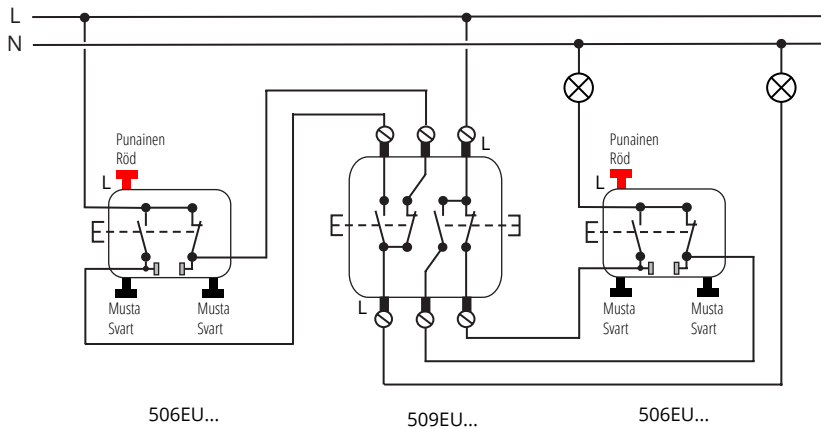 L
N
Punainen
Röd
L
Musta
Svart
Musta
Svart
L
L
Punainen
Röd
L
Musta
Svart
Musta
Svart
506EU...
509EU...
506EU...